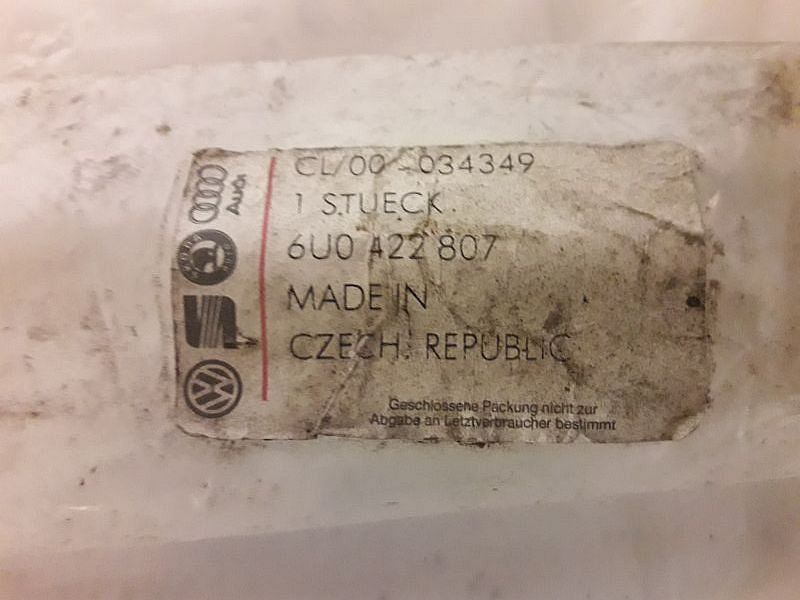 CL/00-034349
1 STUECK
6U0 422 807
MADE IN
CZECH. REPUBLIC
Geschlossene Packung nicht zur
Abgabe an Letztverbraucher bestimmt
Audi